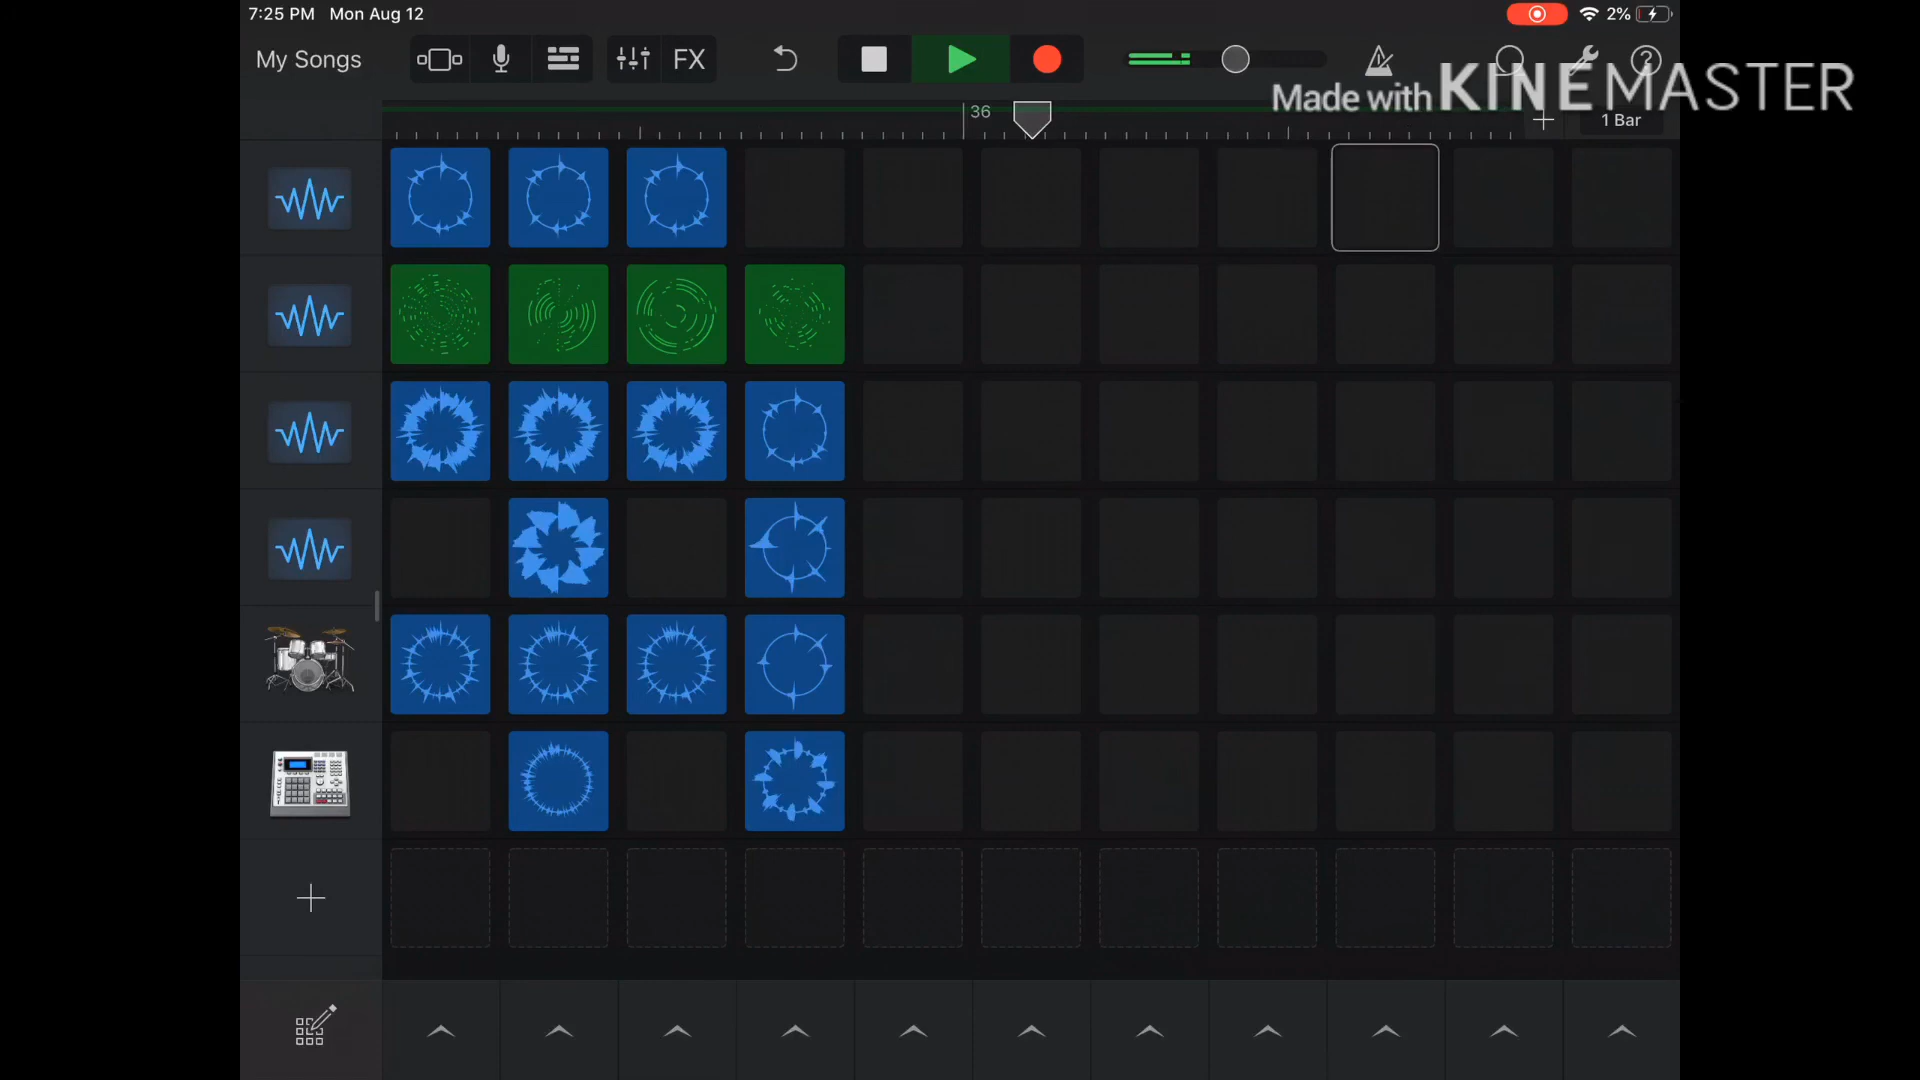 7:25 PM Mon Aug 12
2%
My Songs
FX
Made with KINEMASTER
36
1 Bar